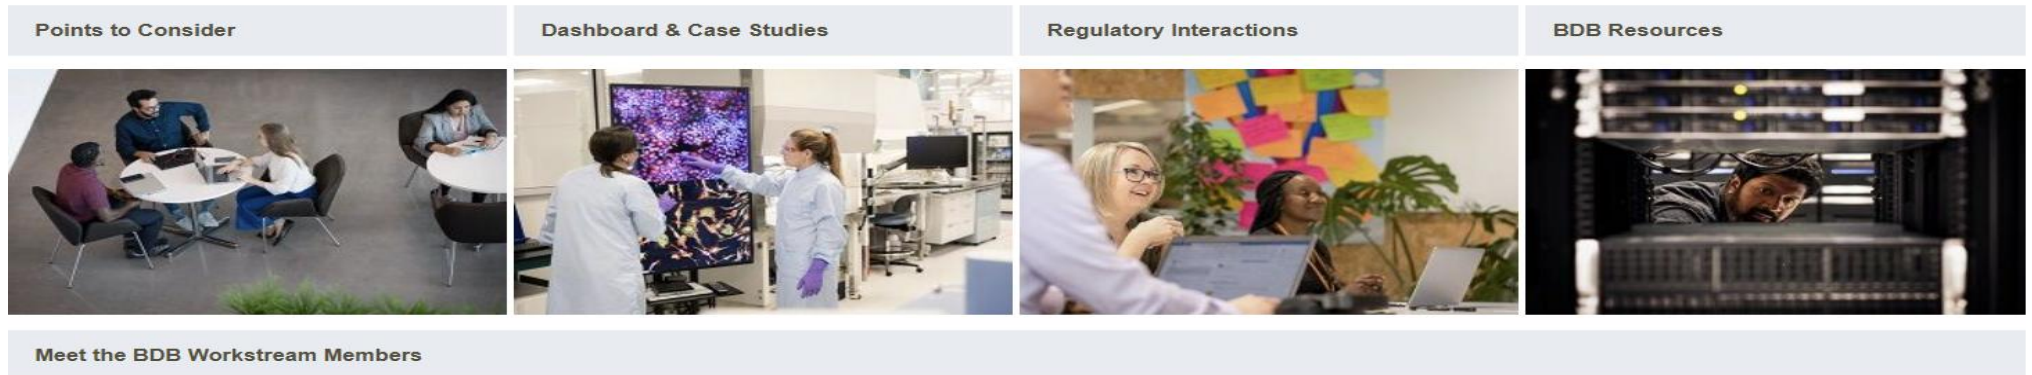 Points to Consider
Dashboard & Case Studies
Regulatory Interactions
BDB Resources
Meet the BDB Workstream Members